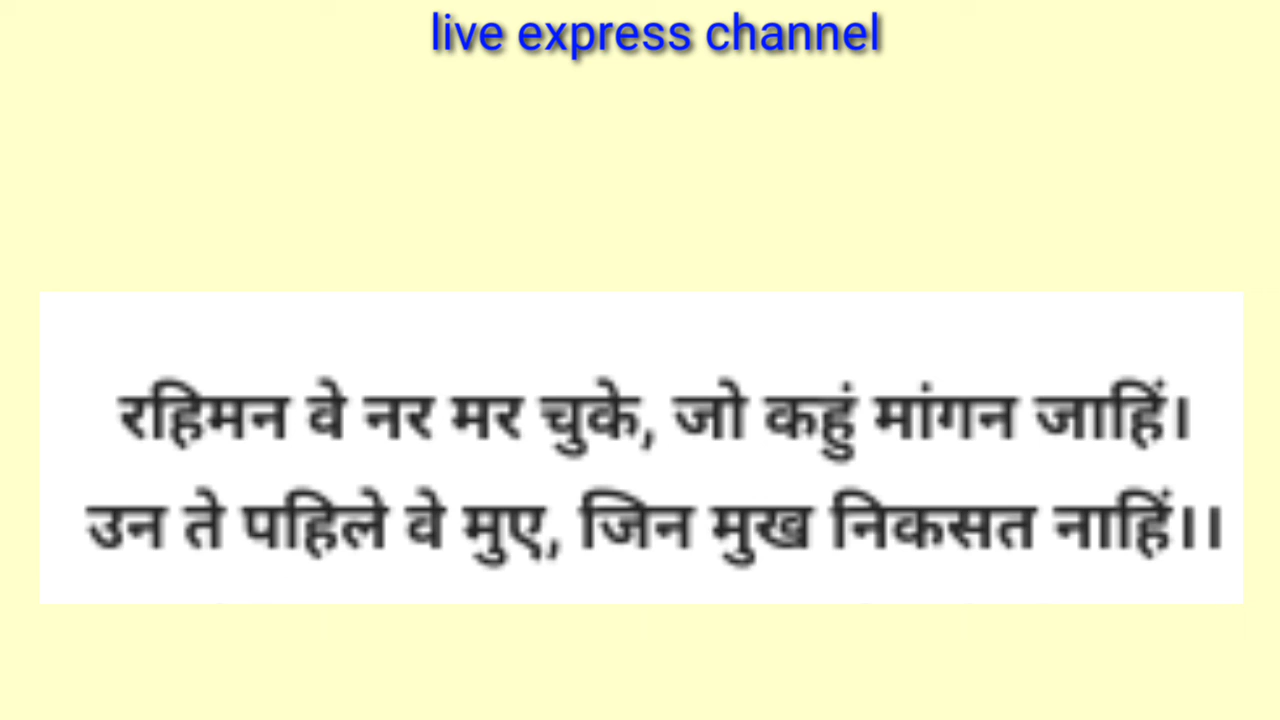 live express channel
रहिमन वे नर मर चुके, जो कहुं मांगन जाहिं।
उन ते पहिले वे मुए, जिन मुख निकसत नाहिं।।